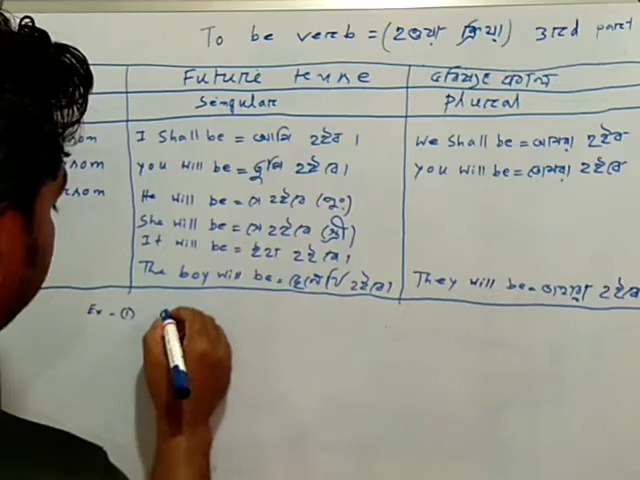 To be verb = (হওয়া ক্রিয়া) 3rd part
Future tense ভবিষ্যৎ কাল
Singular Plural
I shall be = আমি হইব । We shall be = আমরা হইব
you will be = তুমি হইবে । you will be = তোমরা হইবে
He will be = সে হইবে (পুং)
She will be = সে হইবে (স্ত্রী)
It will be = ইহা হইবে ।
The boy will be = ছেলেটি হইবে । They will be = তাহারা হইবে
Ex - (1)